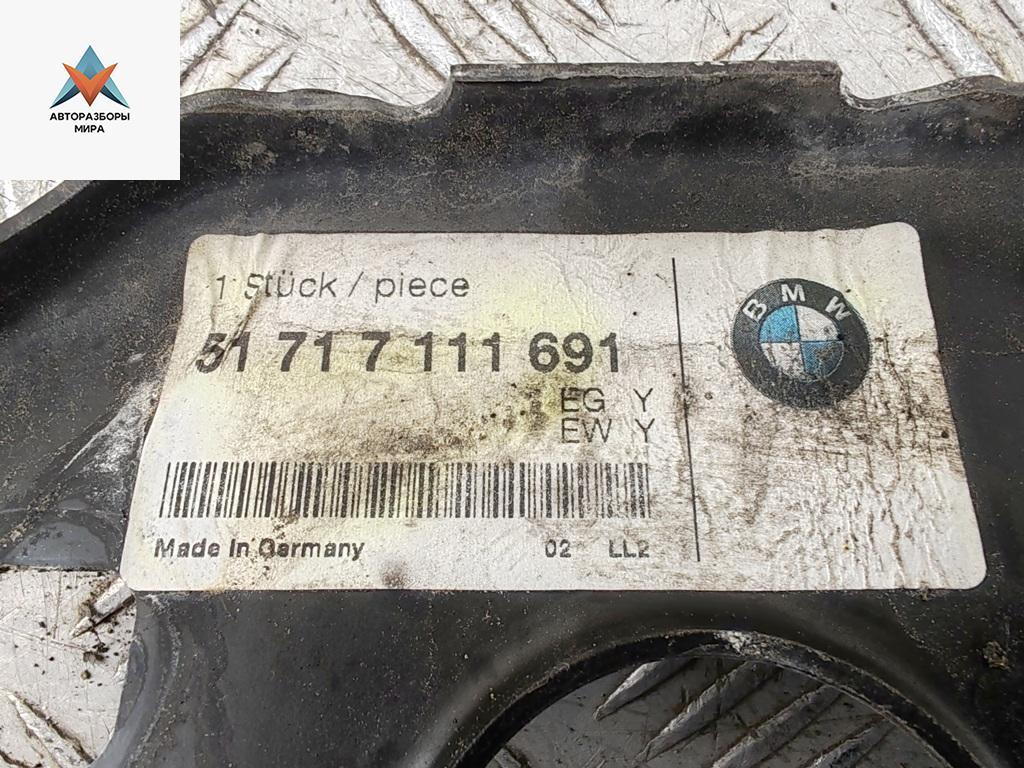 АВТОРАЗБОРЫ
МИРА
1 Stück / piece
51 71 7 111 691
EG Y
EW Y
BMW
Made in Germany
02 LL2